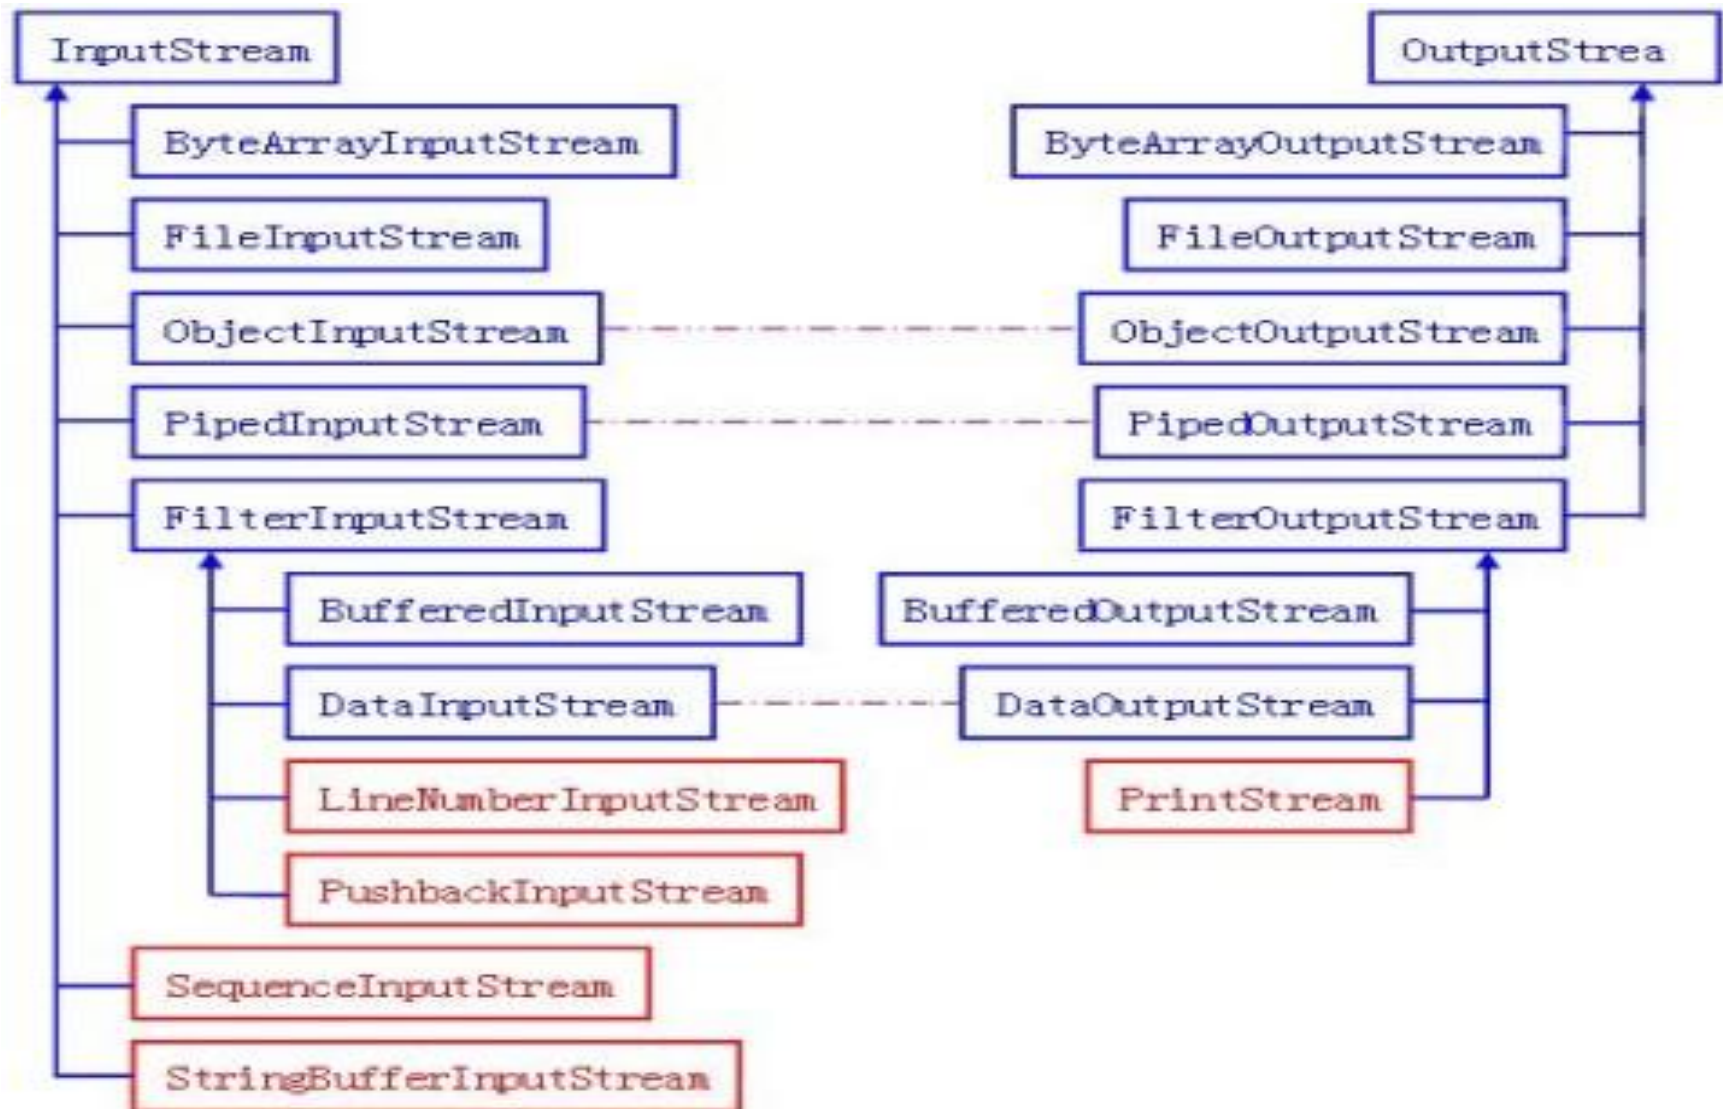 InputStream
OutputStrea
ByteArrayInputStream
ByteArrayOutputStream
FileInputStream
FileOutputStream
ObjectInputStream
ObjectOutputStream
PipedInputStream
PipedOutputStream
FilterInputStream
FilterOutputStream
BufferedInputStream
BufferedOutputStream
DataInputStream
DataOutputStream
LineNumberInputStream
PrintStream
PushbackInputStream
SequenceInputStream
StringBufferInputStream